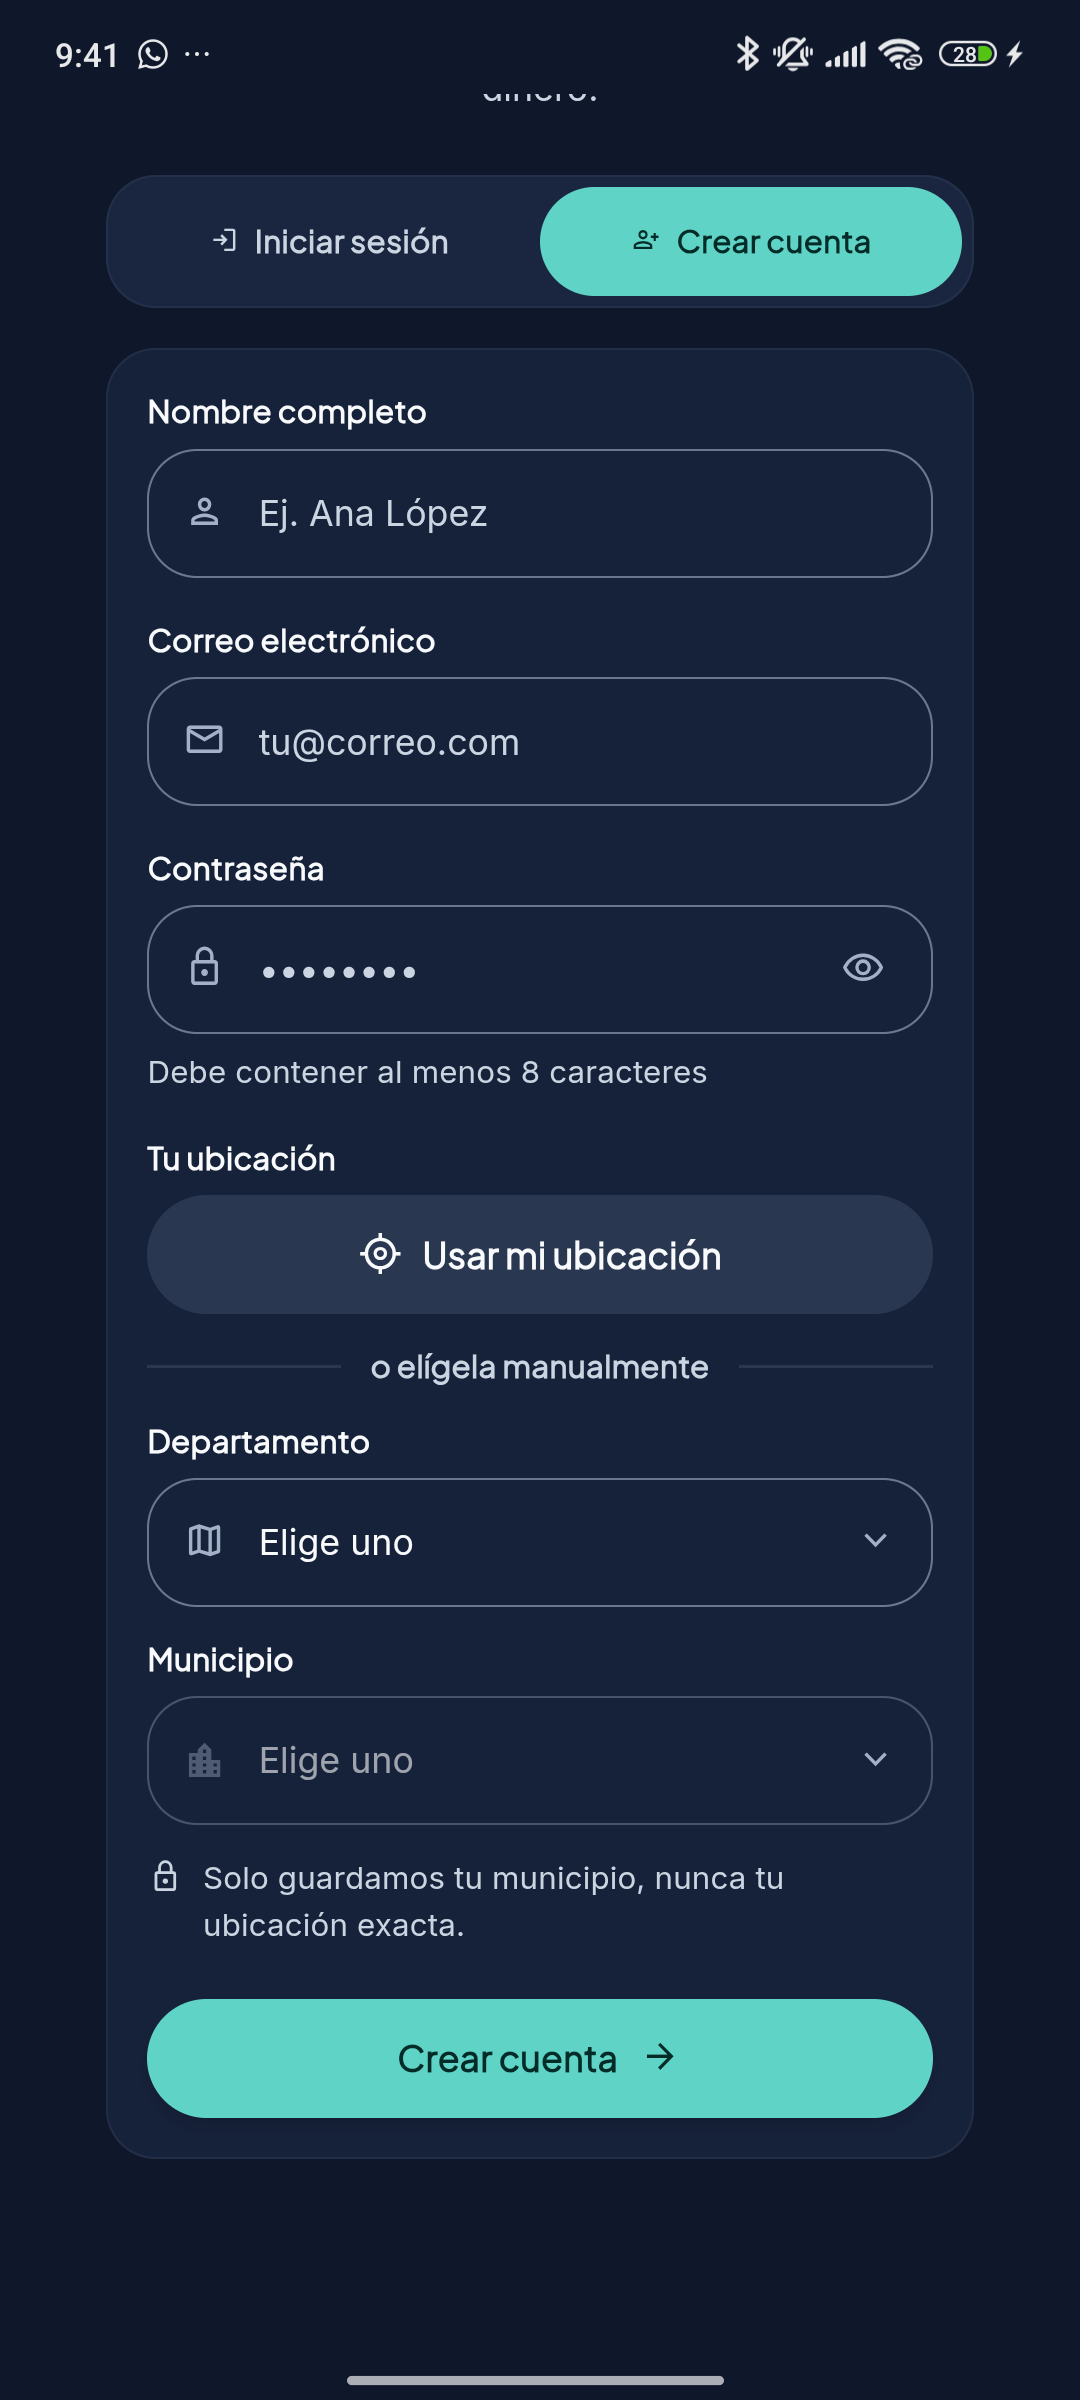 9:41
28
Iniciar sesión
Crear cuenta
Nombre completo
Ej. Ana López
Correo electrónico
tu@correo.com
Contraseña
••••••••
Debe contener al menos 8 caracteres
Tu ubicación
Usar mi ubicación
o elígela manualmente
Departamento
Elige uno
Municipio
Elige uno
Solo guardamos tu municipio, nunca tu
ubicación exacta.
Crear cuenta